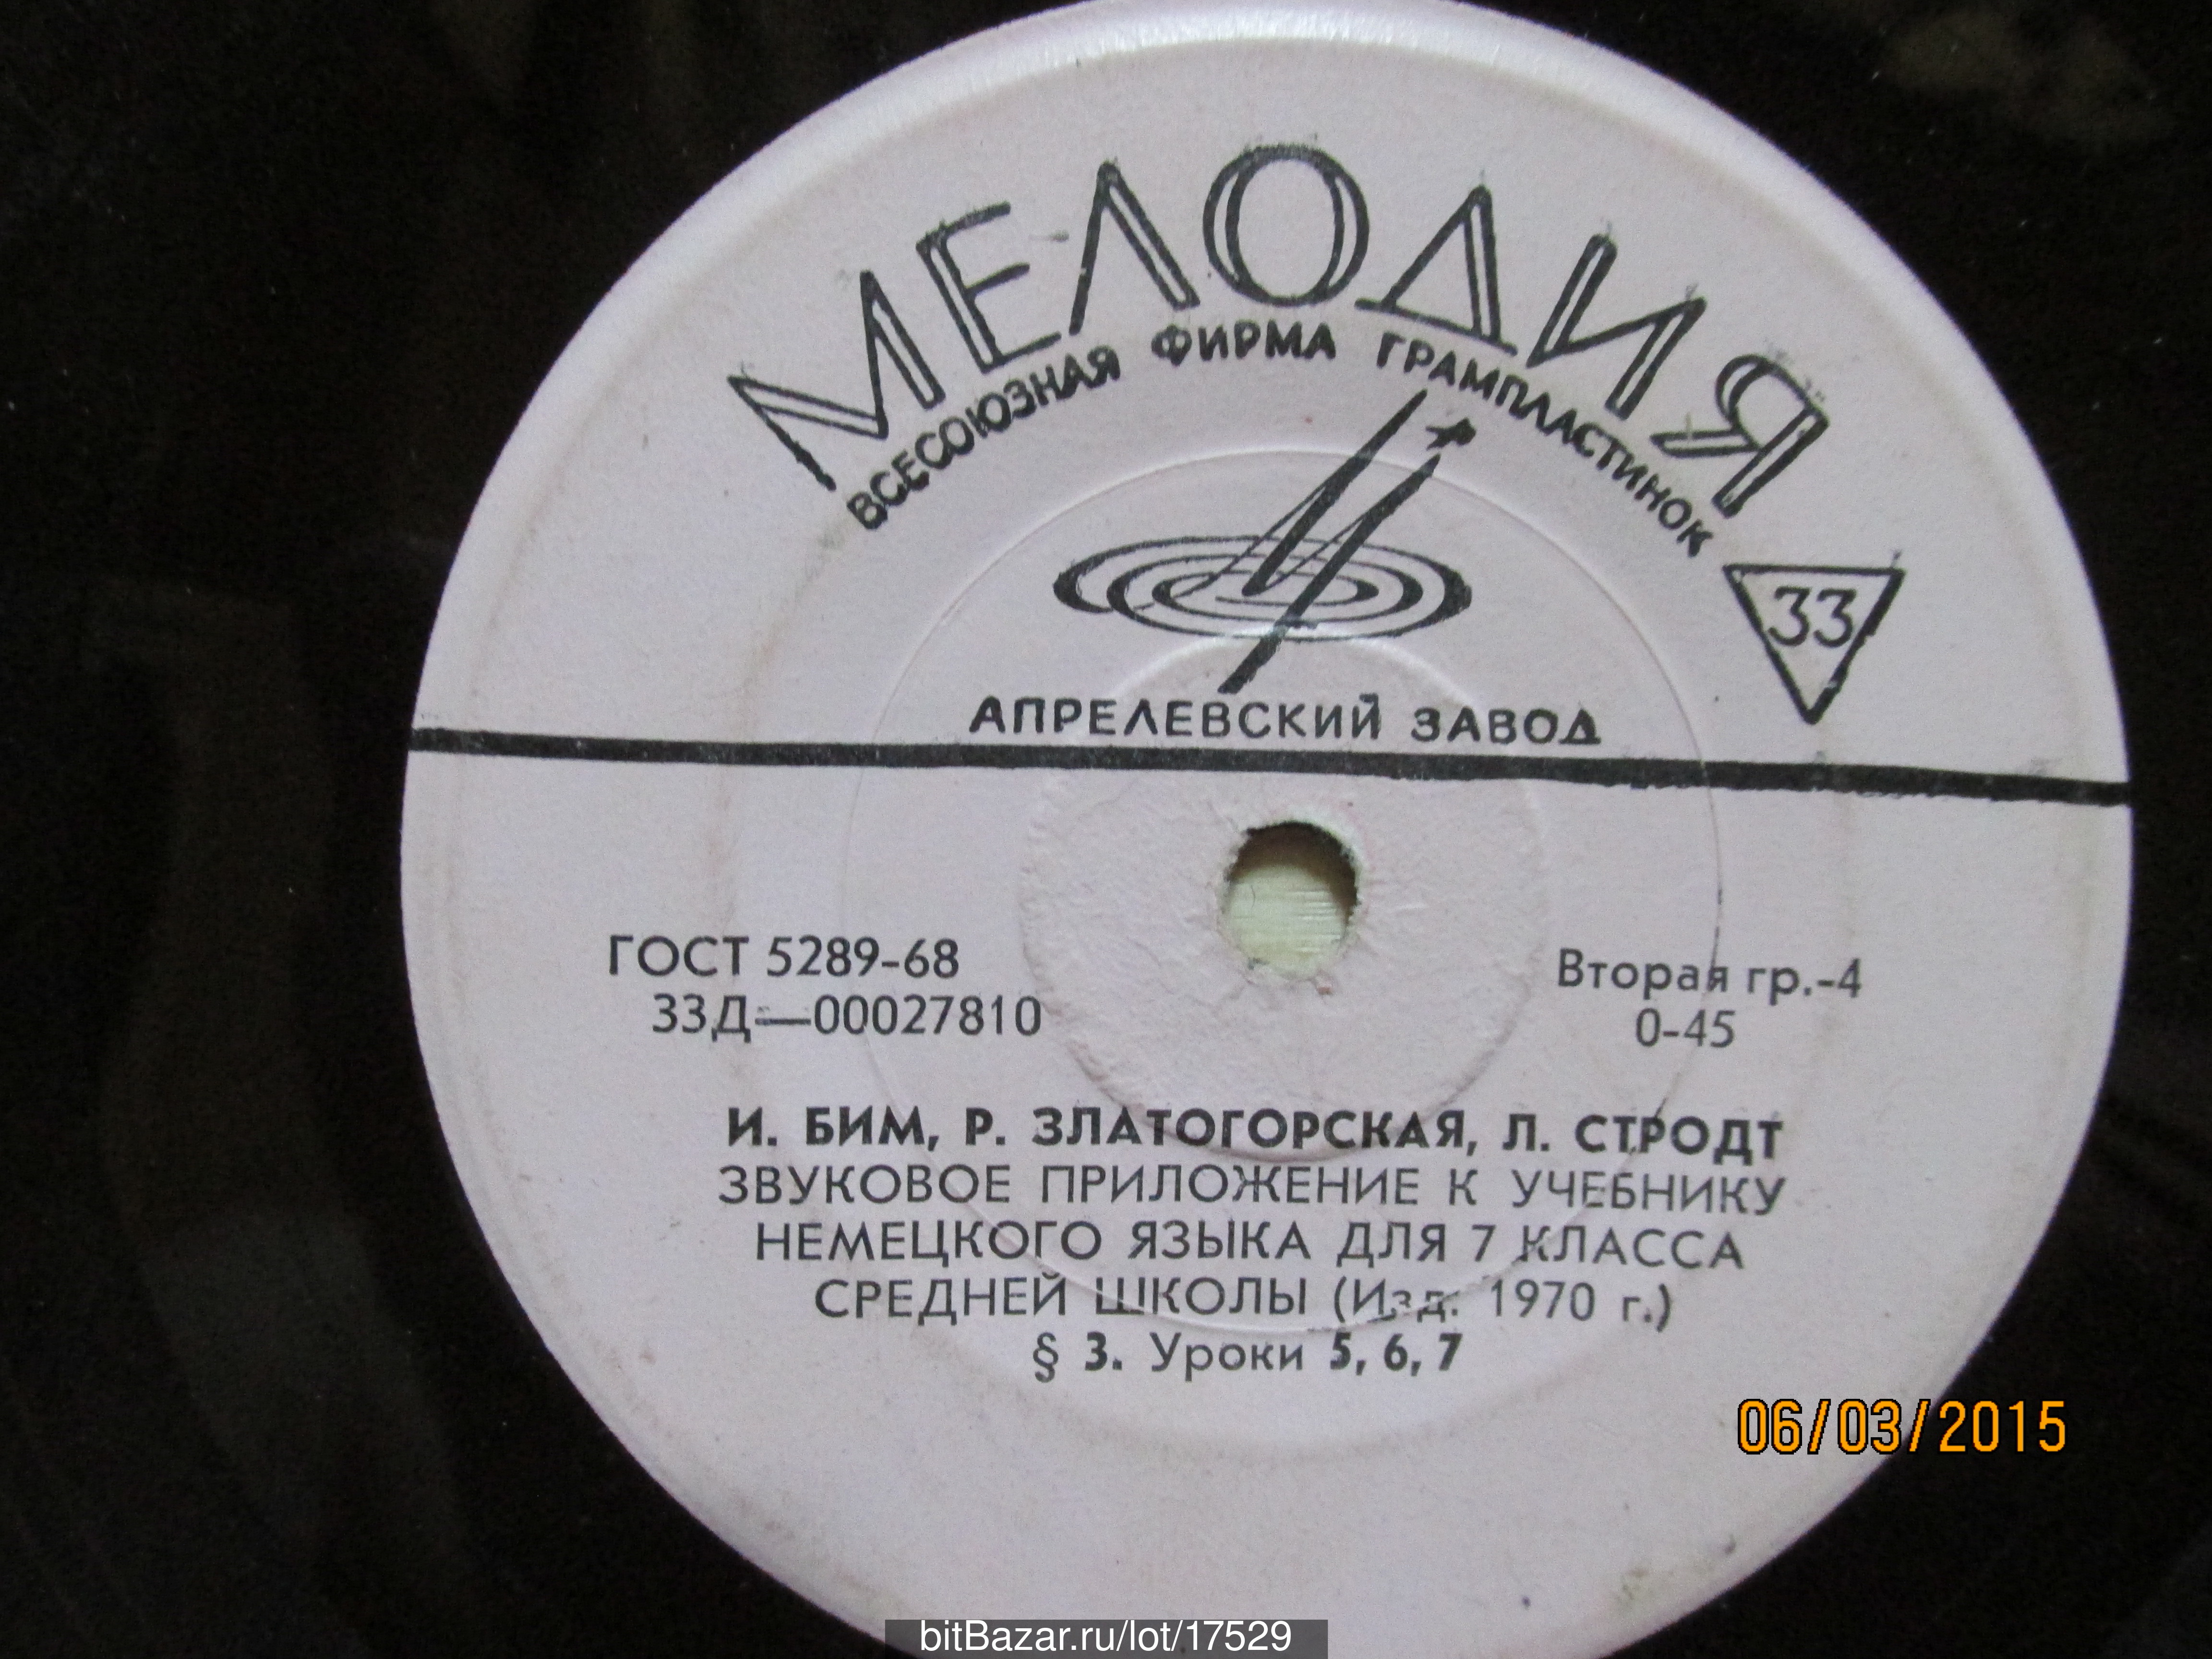 МЕЛОДИЯ
ВСЕСОЮЗНАЯ ФИРМА ГРАМПЛАСТИНОК
33
АПРЕЛЕВСКИЙ ЗАВОД
ГОСТ 5289-68
33Д—00027810
Вторая гр.-4
0-45
И. БИМ, Р. ЗЛАТОГОРСКАЯ, Л. СТРОДТ
ЗВУКОВОЕ ПРИЛОЖЕНИЕ К УЧЕБНИКУ
НЕМЕЦКОГО ЯЗЫКА ДЛЯ 7 КЛАССА
СРЕДНЕЙ ШКОЛЫ (Изд. 1970 г.)
§ 3. Уроки 5, 6, 7
06/03/2015
bitBazar.ru/lot/17529